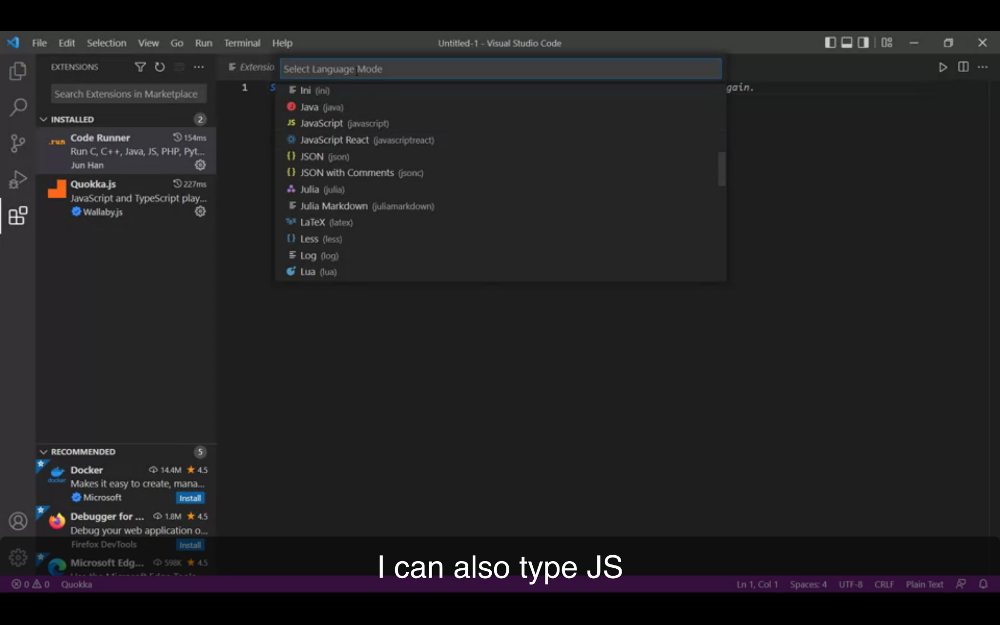 File Edit Selection View Go Run Terminal Help
Untitled-1 - Visual Studio Code
EXTENSIONS
Search Extensions in Marketplace
INSTALLED 2
.run
Code Runner 154ms
Run C, C++, Java, JS, PHP, Pyt...
Jun Han
Quokka.js 227ms
JavaScript and TypeScript play...
Wallaby.js
RECOMMENDED 5
docker
Docker 14.4M 4.5
Makes it easy to create, mana...
Microsoft Install
Debugger for ... 1.8M 4.5
Debug your web application o...
Firefox DevTools Install
Microsoft Edg... 598K 4.5
Extensio
Select Language Mode
1 S gain.
Ini (ini)
J Java (java)
JS JavaScript (javascript)
JavaScript React (javascriptreact)
{} JSON (json)
{} JSON with Comments (jsonc)
Julia (julia)
Julia Markdown (juliamarkdown)
TEX LaTeX (latex)
{} Less (less)
Log (log)
Lua (lua)
I can also type JS
0 0 Quokka
Ln 1, Col 1 Spaces: 4 UTF-8 CRLF Plain Text